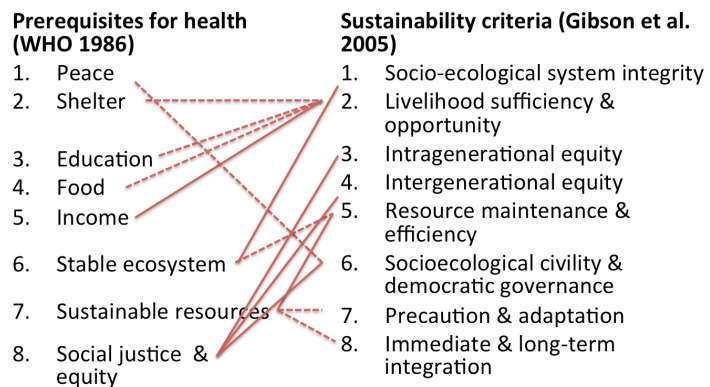 Prerequisites for health
(WHO 1986)
1. Peace
2. Shelter
3. Education
4. Food
5. Income
6. Stable ecosystem
7. Sustainable resources
8. Social justice &
equity
Sustainability criteria (Gibson et al.
2005)
1. Socio-ecological system integrity
2. Livelihood sufficiency &
opportunity
3. Intragenerational equity
4. Intergenerational equity
5. Resource maintenance &
efficiency
6. Socioecological civility &
democratic governance
7. Precaution & adaptation
8. Immediate & long-term
integration